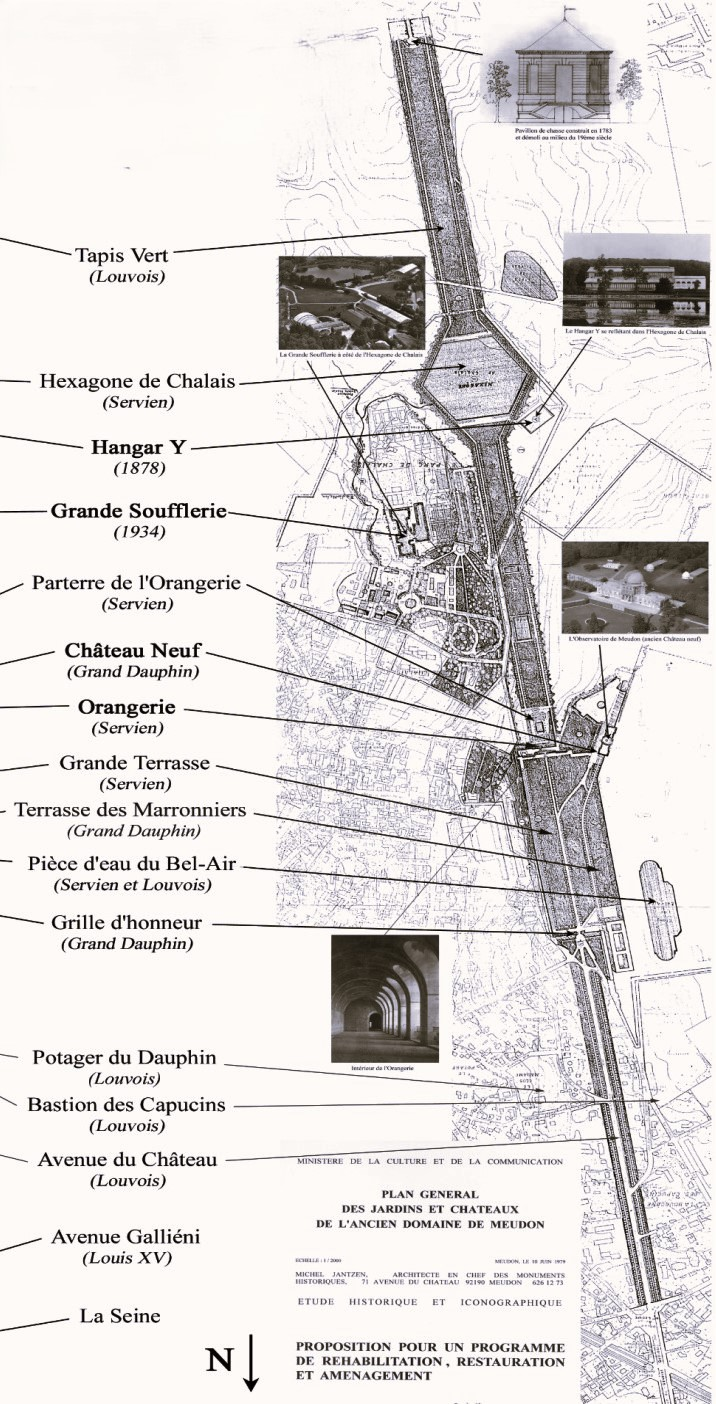 Pavillon de chasse construit en 1783
et démoli au milieu du 19ème siècle
Tapis Vert
(Louvois)
Le Hangar Y se reflétant dans l'Hexagone de Chalais
La Grande Soufflerie à côté de l'Hexagone de Chalais
Hexagone de Chalais
(Servien)
HEXAGONE
Hangar Y
(1878)
PARC DE CHALAIS
Grande Soufflerie
(1934)
Parterre de l'Orangerie
(Servien)
L'Observatoire de Meudon (ancien Château neuf)
Château Neuf
(Grand Dauphin)
Orangerie
(Servien)
Grande Terrasse
(Servien)
Terrasse des Marronniers
(Grand Dauphin)
Pièce d'eau du Bel-Air
(Servien et Louvois)
Grille d'honneur
(Grand Dauphin)
Intérieur de l'Orangerie
Potager du Dauphin
(Louvois)
Bastion des Capucins
(Louvois)
Avenue du Château
(Louvois)
Avenue Galliéni
(Louis XV)
La Seine
N
MINISTERE DE LA CULTURE ET DE LA COMMUNICATION
PLAN GENERAL
DES JARDINS ET CHATEAUX
DE L'ANCIEN DOMAINE DE MEUDON
ECHELLE : 1 / 2000
MEUDON, LE 18 JUIN 1979
MICHEL JANTZEN, ARCHITECTE EN CHEF DES MONUMENTS
HISTORIQUES, 71 AVENUE DU CHATEAU 92190 MEUDON 626 12 73
ETUDE HISTORIQUE ET ICONOGRAPHIQUE
PROPOSITION POUR UN PROGRAMME
DE REHABILITATION, RESTAURATION
ET AMENAGEMENT